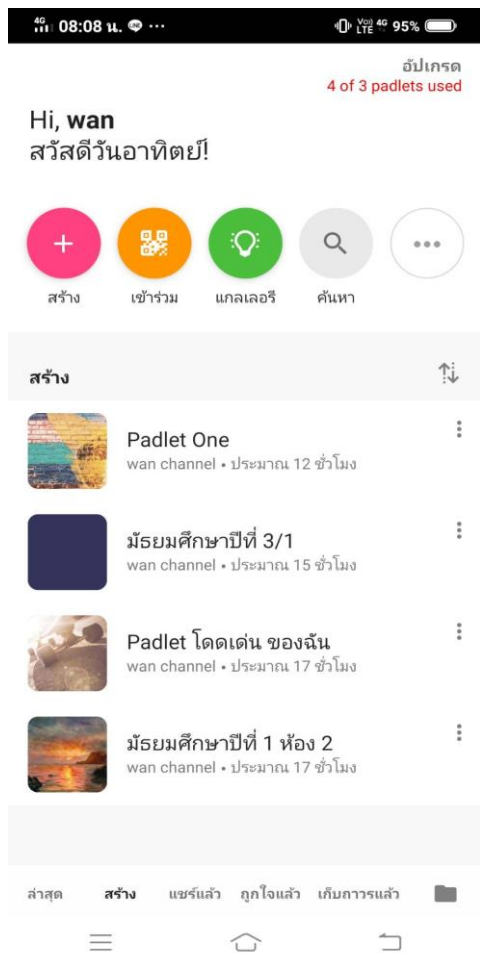 4G 08:08 น. LINE ··· VoLTE 4G 95%
อัปเกรด
4 of 3 padlets used
Hi, wan
สวัสดีวันอาทิตย์!
สร้าง เข้าร่วม แกลเลอรี ค้นหา
สร้าง
Padlet One
wan channel • ประมาณ 12 ชั่วโมง
มัธยมศึกษาปีที่ 3/1
wan channel • ประมาณ 15 ชั่วโมง
Padlet โดดเด่น ของฉัน
wan channel • ประมาณ 17 ชั่วโมง
มัธยมศึกษาปีที่ 1 ห้อง 2
wan channel • ประมาณ 17 ชั่วโมง
ล่าสุด สร้าง แชร์แล้ว ถูกใจแล้ว เก็บถาวรแล้ว